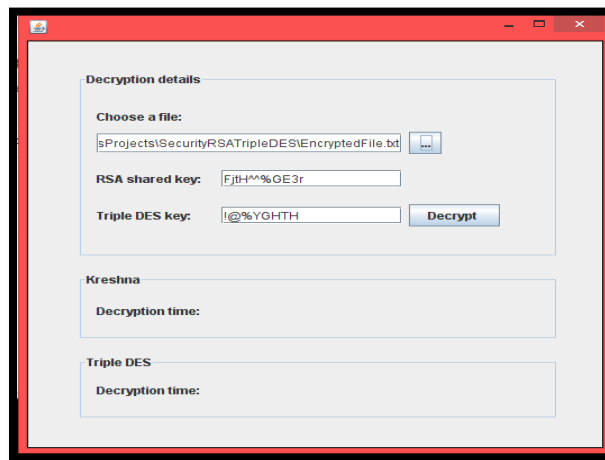 Decryption details
Choose a file:
sProjects\SecurityRSATripleDES\EncryptedFile.txt ...
RSA shared key: FjtH^^%GE3r
Triple DES key: !@%YGHTH Decrypt
Kreshna
Decryption time:
Triple DES
Decryption time: